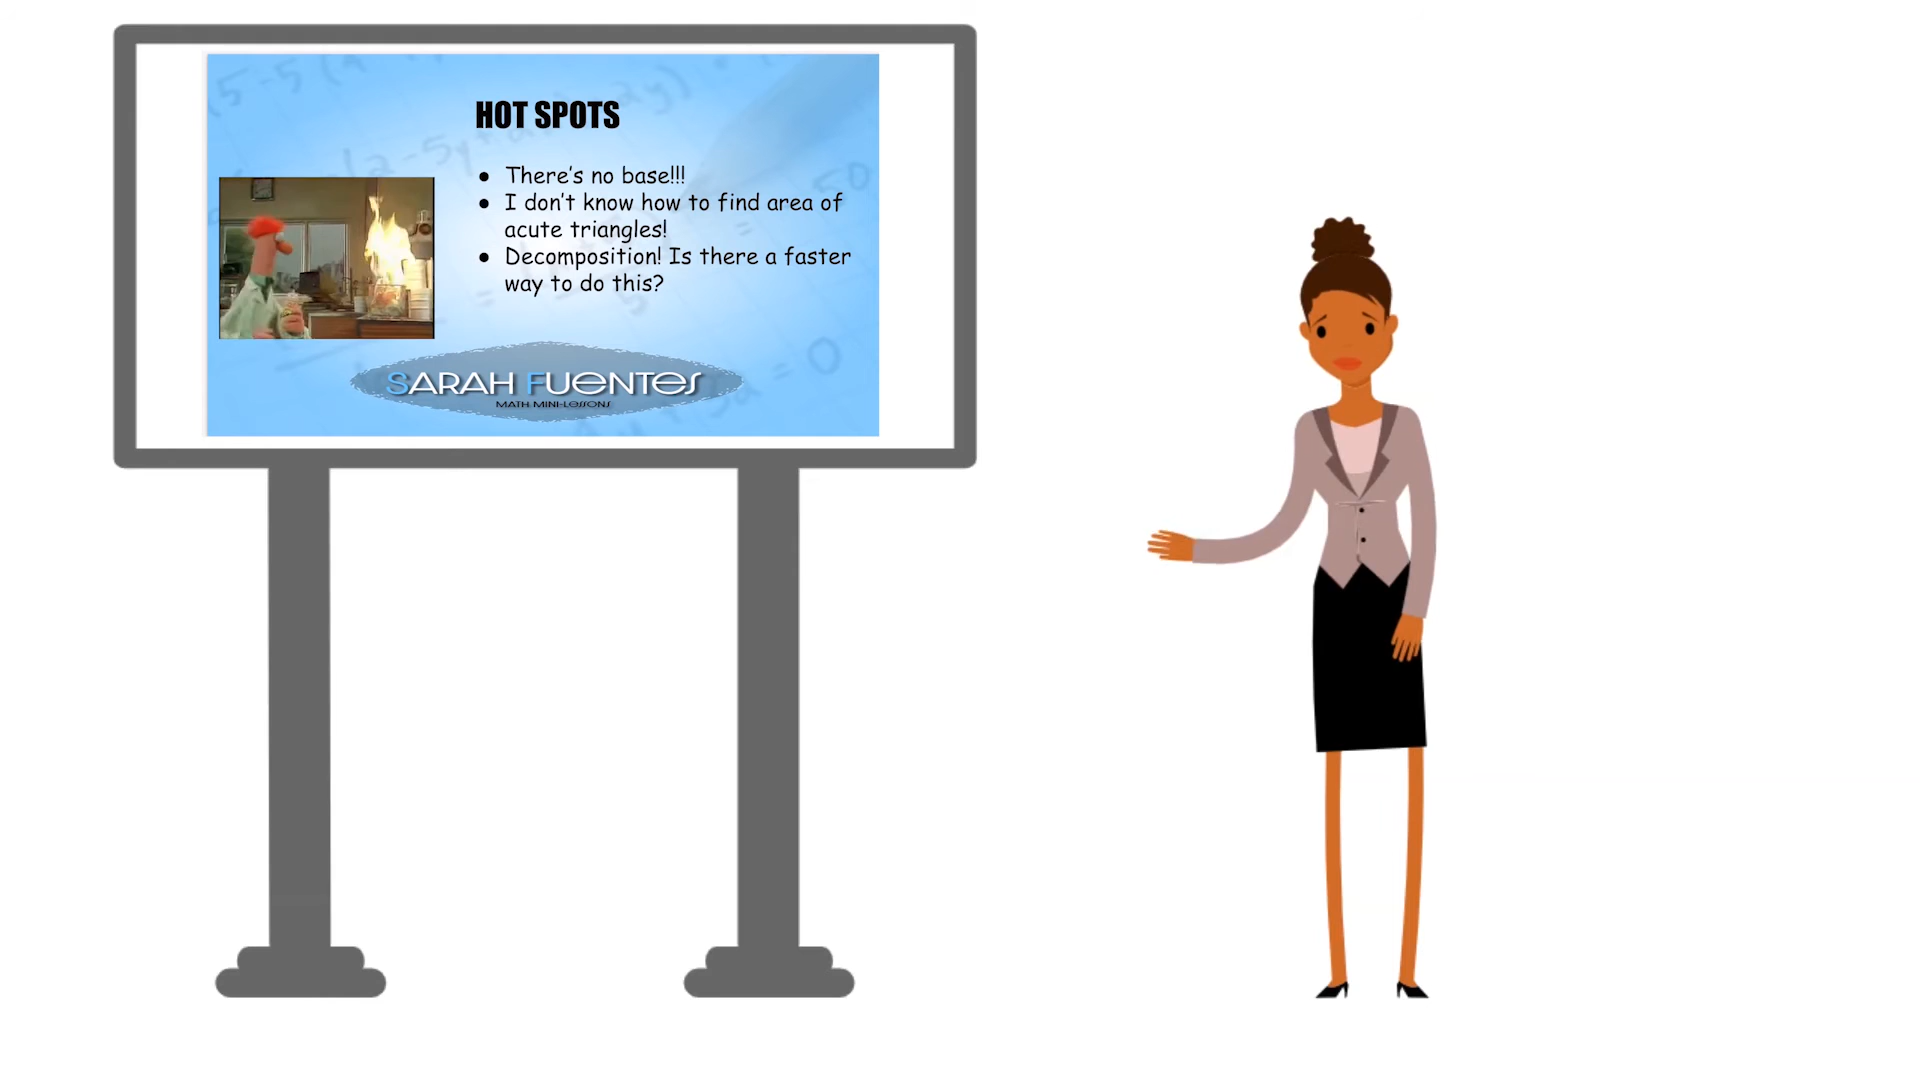 HOT SPOTS
● There's no base!!!
● I don't know how to find area of
acute triangles!
● Decomposition! Is there a faster
way to do this?
SARAH FUENTES
MATH MINI-LESSONS